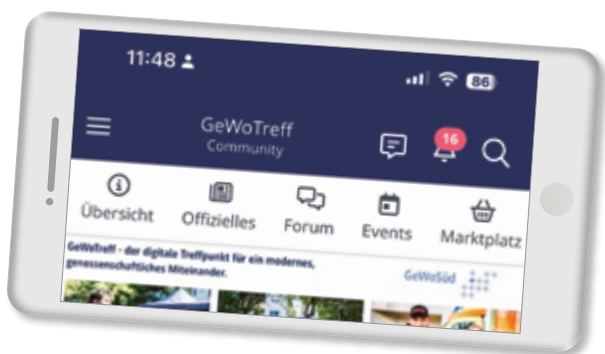 11:48
86
GeWoTreff
Community
16
Übersicht
Offizielles
Forum
Events
Marktplatz
GeWoTreff - der digitale Treffpunkt für ein modernes,
genossenschaftliches Miteinander.
GeWoSüd